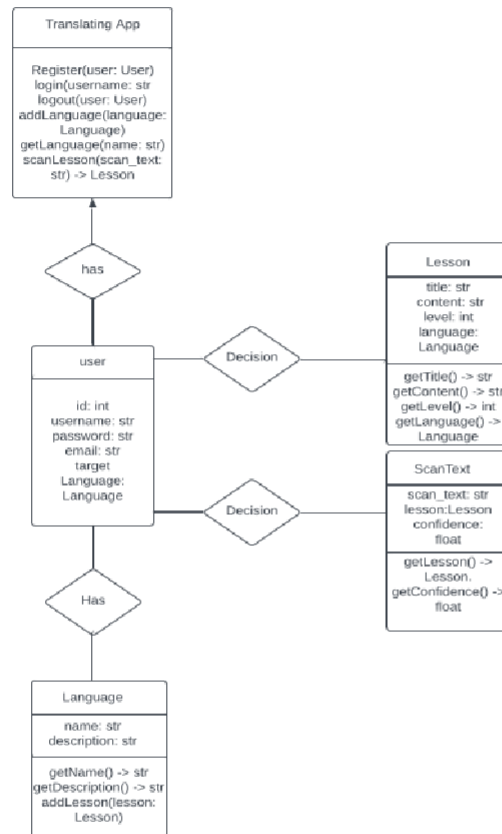 Translating App
Register(user: User)
login(username: str
logout(user: User)
addLanguage(language:
Language)
getLanguage(name: str)
scanLesson(scan_text:
str) -> Lesson
has
user
id: int
username: str
password: str
email: str
target
Language:
Language
Decision
Lesson
title: str
content: str
level: int
language:
Language
getTitle() -> str
getContent() -> str
getLevel() -> int
getLanguage() ->
Language
Decision
ScanText
scan_text: str
lesson:Lesson
confidence:
float
getLesson() ->
Lesson.
getConfidence() ->
float
Has
Language
name: str
description: str
getName() -> str
getDescription() -> str
addLesson(lesson:
Lesson)